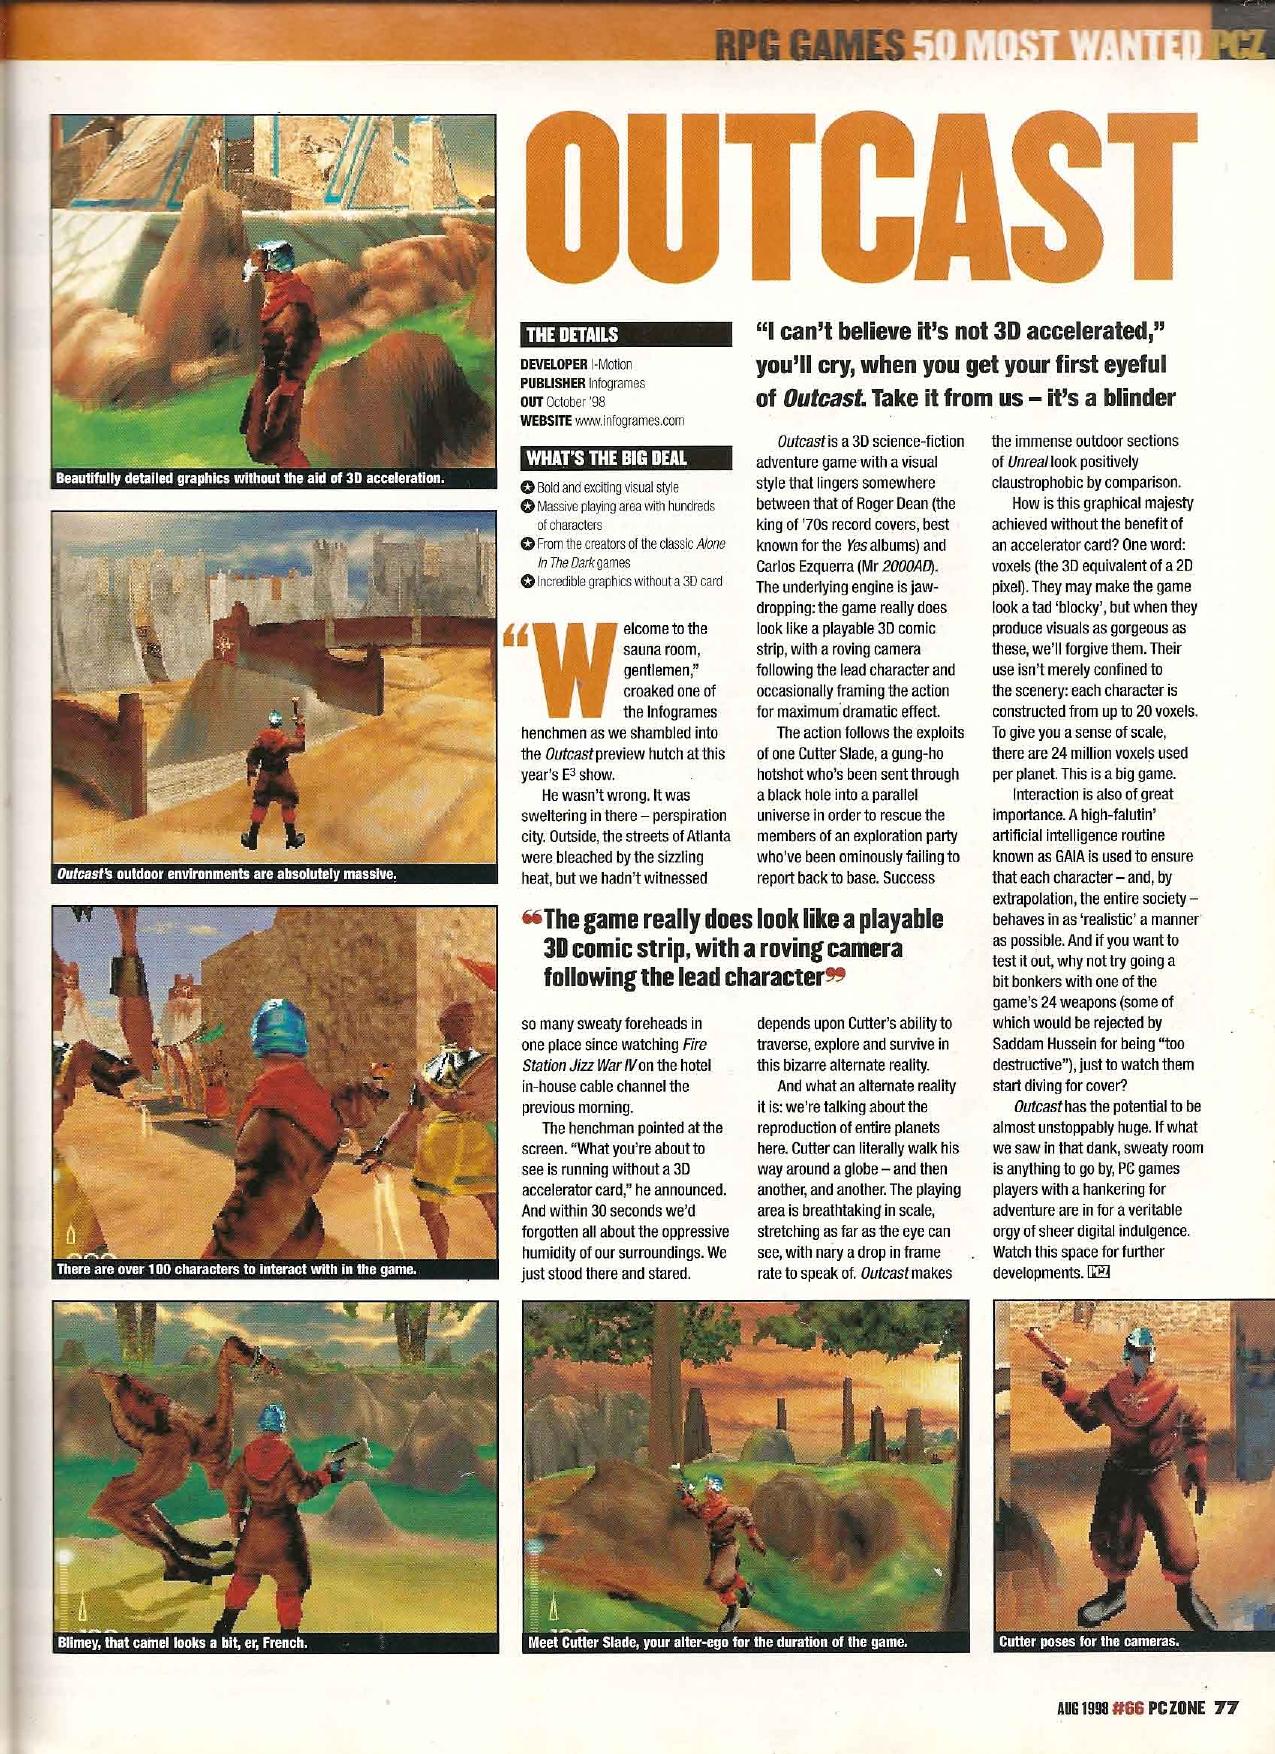 RPG GAMES 50 MOST WANTED PCZ
OUTCAST
Beautifully detailed graphics without the aid of 3D acceleration.
Outcast's outdoor environments are absolutely massive.
There are over 100 characters to interact with in the game.
THE DETAILS
DEVELOPER I-Motion
PUBLISHER Infogrames
OUT October '98
WEBSITE www.infogrames.com
WHAT'S THE BIG DEAL
Bold and exciting visual style
Massive playing area with hundreds
of characters
From the creators of the classic Alone
In The Dark games
Incredible graphics without a 3D card
"I can't believe it's not 3D accelerated,"
you'll cry, when you get your first eyeful
of Outcast. Take it from us – it's a blinder
"Welcome to the
sauna room,
gentlemen,"
croaked one of
the Infogrames
henchmen as we shambled into
the Outcast preview hutch at this
year's E³ show.
He wasn't wrong. It was
sweltering in there – perspiration
city. Outside, the streets of Atlanta
were bleached by the sizzling
heat, but we hadn't witnessed
so many sweaty foreheads in
one place since watching Fire
Station Jizz War IV on the hotel
in-house cable channel the
previous morning.
The henchman pointed at the
screen. "What you're about to
see is running without a 3D
accelerator card," he announced.
And within 30 seconds we'd
forgotten all about the oppressive
humidity of our surroundings. We
just stood there and stared.
Outcast is a 3D science-fiction
adventure game with a visual
style that lingers somewhere
between that of Roger Dean (the
king of '70s record covers, best
known for the Yes albums) and
Carlos Ezquerra (Mr 2000AD).
The underlying engine is jaw-
dropping: the game really does
look like a playable 3D comic
strip, with a roving camera
following the lead character and
occasionally framing the action
for maximum dramatic effect.
The action follows the exploits
of one Cutter Slade, a gung-ho
hotshot who's been sent through
a black hole into a parallel
universe in order to rescue the
members of an exploration party
who've been ominously failing to
report back to base. Success
"The game really does look like a playable
3D comic strip, with a roving camera
following the lead character"
depends upon Cutter's ability to
traverse, explore and survive in
this bizarre alternate reality.
And what an alternate reality
it is: we're talking about the
reproduction of entire planets
here. Cutter can literally walk his
way around a globe – and then
another, and another. The playing
area is breathtaking in scale,
stretching as far as the eye can
see, with nary a drop in frame
rate to speak of. Outcast makes
the immense outdoor sections
of Unreal look positively
claustrophobic by comparison.
How is this graphical majesty
achieved without the benefit of
an accelerator card? One word:
voxels (the 3D equivalent of a 2D
pixel). They may make the game
look a tad 'blocky', but when they
produce visuals as gorgeous as
these, we'll forgive them. Their
use isn't merely confined to
the scenery: each character is
constructed from up to 20 voxels.
To give you a sense of scale,
there are 24 million voxels used
per planet. This is a big game.
Interaction is also of great
importance. A high-falutin'
artificial intelligence routine
known as GAIA is used to ensure
that each character – and, by
extrapolation, the entire society –
behaves in as 'realistic' a manner
as possible. And if you want to
test it out, why not try going a
bit bonkers with one of the
game's 24 weapons (some of
which would be rejected by
Saddam Hussein for being "too
destructive"), just to watch them
start diving for cover?
Outcast has the potential to be
almost unstoppably huge. If what
we saw in that dank, sweaty room
is anything to go by, PC games
players with a hankering for
adventure are in for a veritable
orgy of sheer digital indulgence.
Watch this space for further
developments. PCZ
Blimey, that camel looks a bit, er, French.
Meet Cutter Slade, your alter-ego for the duration of the game.
Cutter poses for the cameras.
AUG 1998 #66 PC ZONE 77